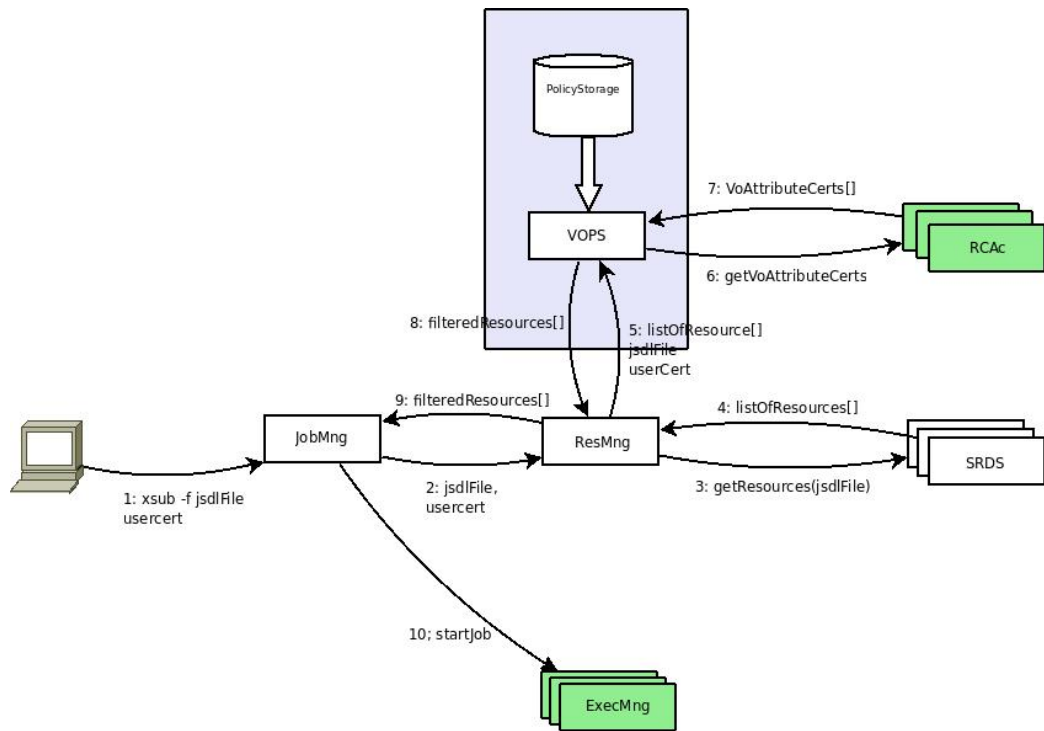 PolicyStorage
7: VoAttributeCerts[]
VOPS
RCAc
6: getVoAttributeCerts
8: filteredResources[]
5: listOfResource[]
jsdlFile
userCert
9: filteredResources[]
4: listOfResources[]
JobMng
ResMng
SRDS
1: xsub -f jsdlFile
usercert
2: jsdlFile,
usercert
3: getResources(jsdlFile)
10; startJob
ExecMng